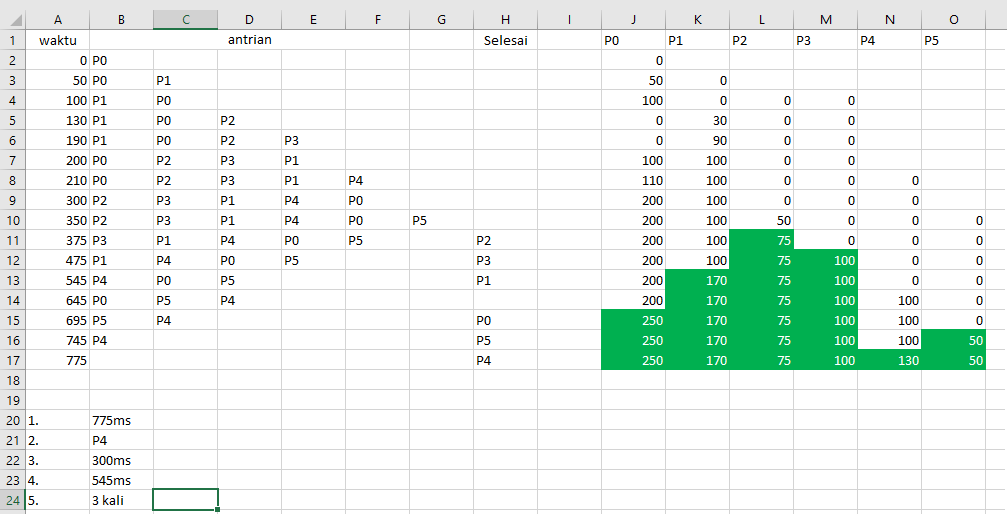 A B C D E F G H I J K L M N O
1 waktu antrian Selesai P0 P1 P2 P3 P4 P5
2 0 P0 0
3 50 P0 P1 50 0
4 100 P1 P0 100 0 0 0
5 130 P1 P0 P2 0 30 0 0
6 190 P1 P0 P2 P3 0 90 0 0
7 200 P0 P2 P3 P1 100 100 0 0
8 210 P0 P2 P3 P1 P4 110 100 0 0 0
9 300 P2 P3 P1 P4 P0 200 100 0 0 0
10 350 P2 P3 P1 P4 P0 P5 200 100 50 0 0 0
11 375 P3 P1 P4 P0 P5 P2 200 100 75 0 0 0
12 475 P1 P4 P0 P5 P3 200 100 75 100 0 0
13 545 P4 P0 P5 P1 200 170 75 100 0 0
14 645 P0 P5 P4 200 170 75 100 100 0
15 695 P5 P4 P0 250 170 75 100 100 0
16 745 P4 P5 250 170 75 100 100 50
17 775 P4 250 170 75 100 130 50
18
19
20 1. 775ms
21 2. P4
22 3. 300ms
23 4. 545ms
24 5. 3 kali